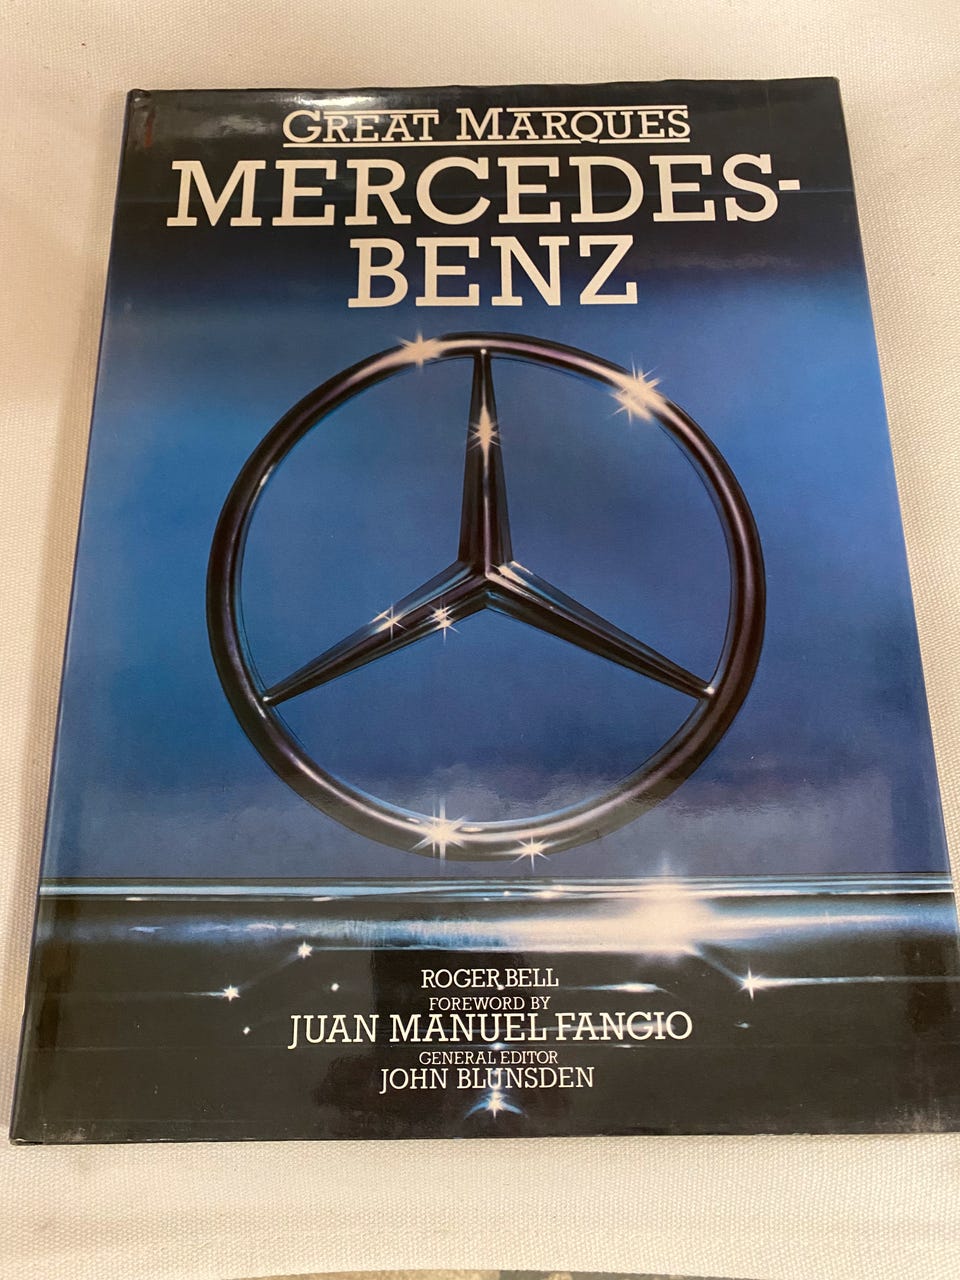 GREAT MARQUES
MERCEDES-
BENZ
ROGER BELL
FOREWORD BY
JUAN MANUEL FANGIO
GENERAL EDITOR
JOHN BLUNSDEN